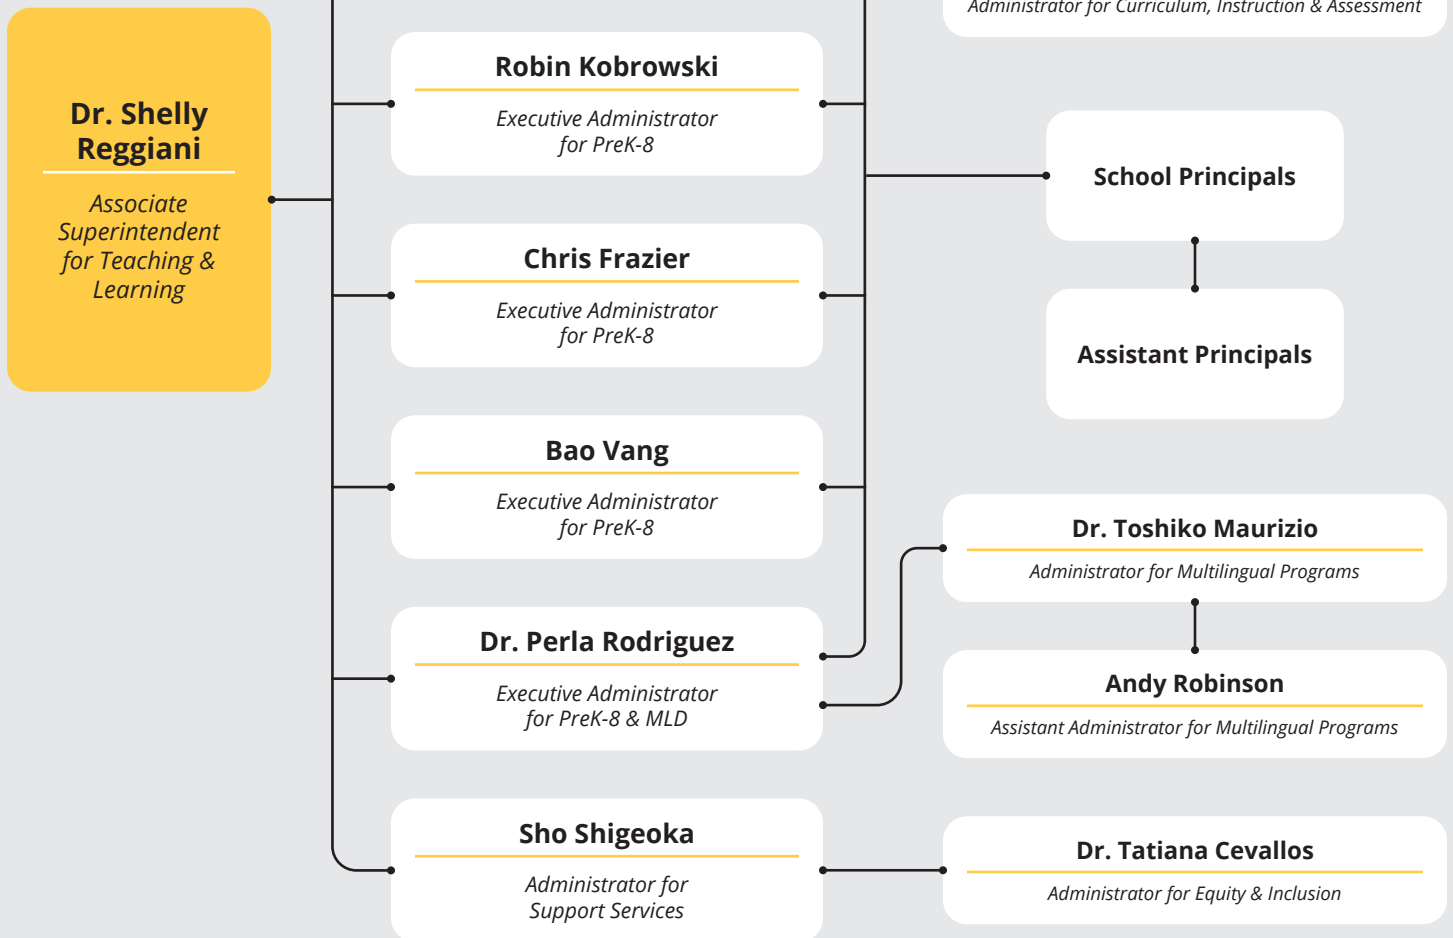 Administrator for Curriculum, Instruction & Assessment
Dr. Shelly
Reggiani
Associate
Superintendent
for Teaching &
Learning
Robin Kobrowski
Executive Administrator
for PreK-8
Chris Frazier
Executive Administrator
for PreK-8
Bao Vang
Executive Administrator
for PreK-8
Dr. Perla Rodriguez
Executive Administrator
for PreK-8 & MLD
Sho Shigeoka
Administrator for
Support Services
School Principals
Assistant Principals
Dr. Toshiko Maurizio
Administrator for Multilingual Programs
Andy Robinson
Assistant Administrator for Multilingual Programs
Dr. Tatiana Cevallos
Administrator for Equity & Inclusion